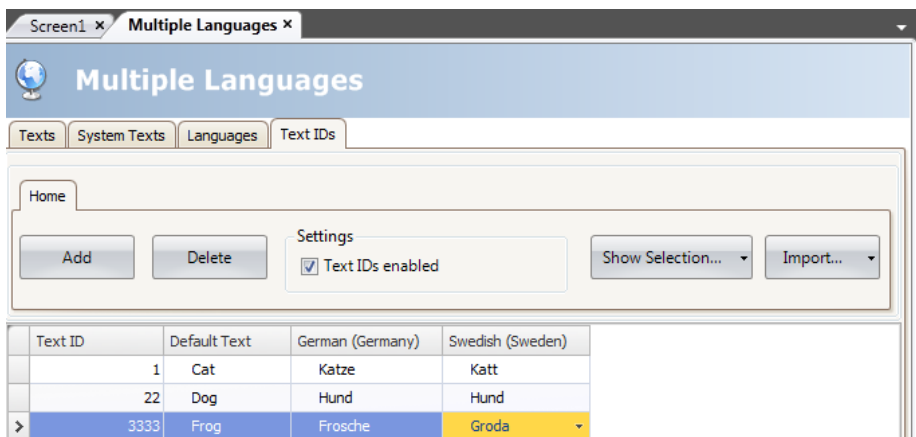 Screen1 × Multiple Languages ×
Multiple Languages
Texts System Texts Languages Text IDs
Home
Settings
Add Delete Text IDs enabled Show Selection... Import...
Text ID Default Text German (Germany) Swedish (Sweden)
1 Cat Katze Katt
22 Dog Hund Hund
3333 Frog Frosche Groda